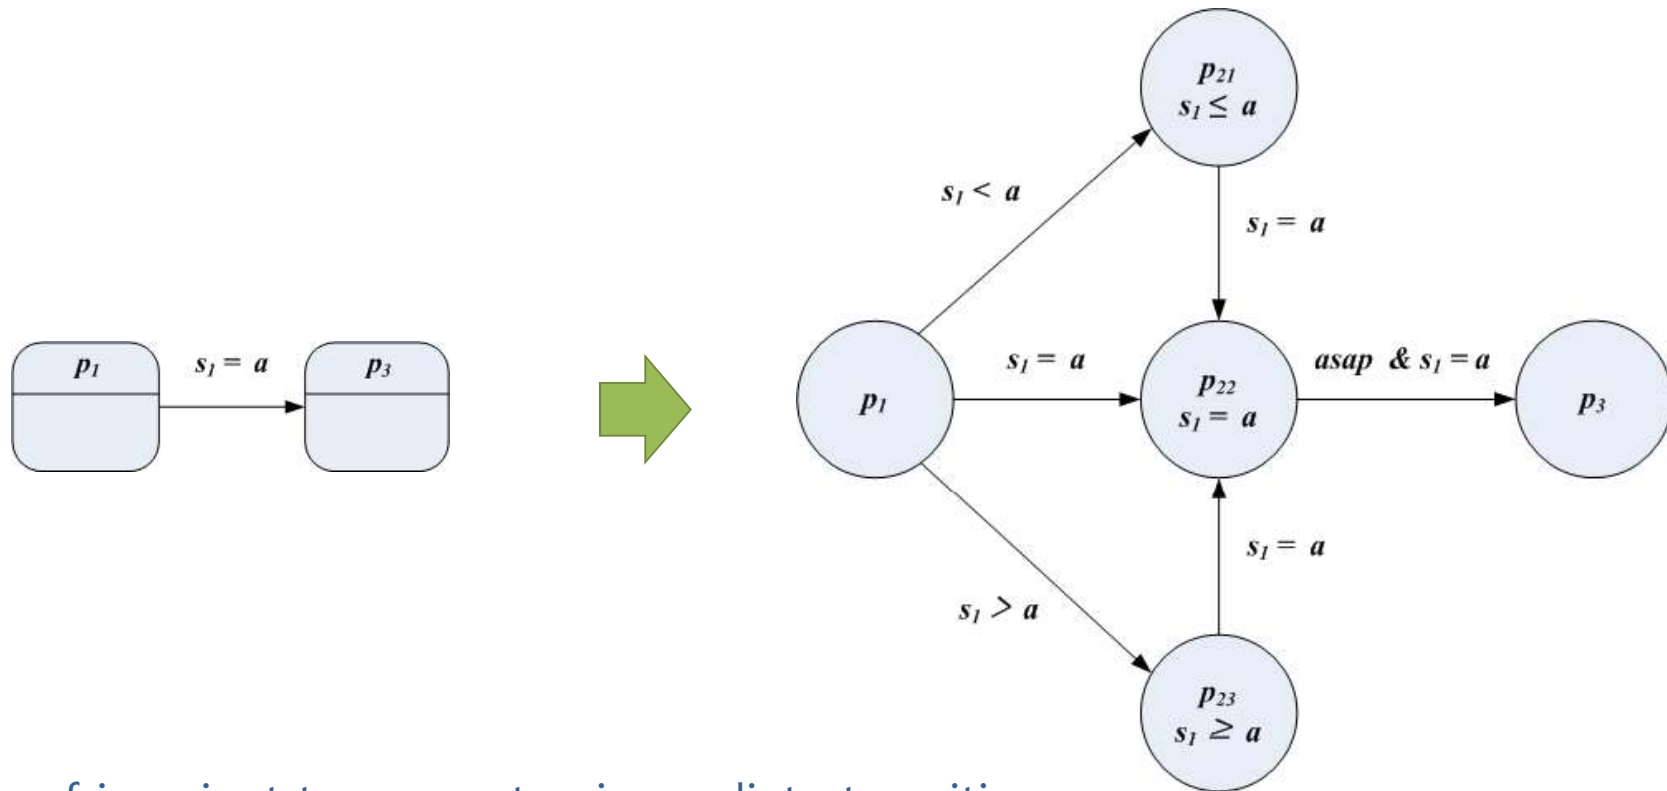 p₁
s₁ = a
p₃
p₁
s₁ < a
s₁ = a
s₁ > a
p₂₁
s₁ ≤ a
s₁ = a
p₂₂
s₁ = a
s₁ = a
p₂₃
s₁ ≥ a
asap & s₁ = a
p₃